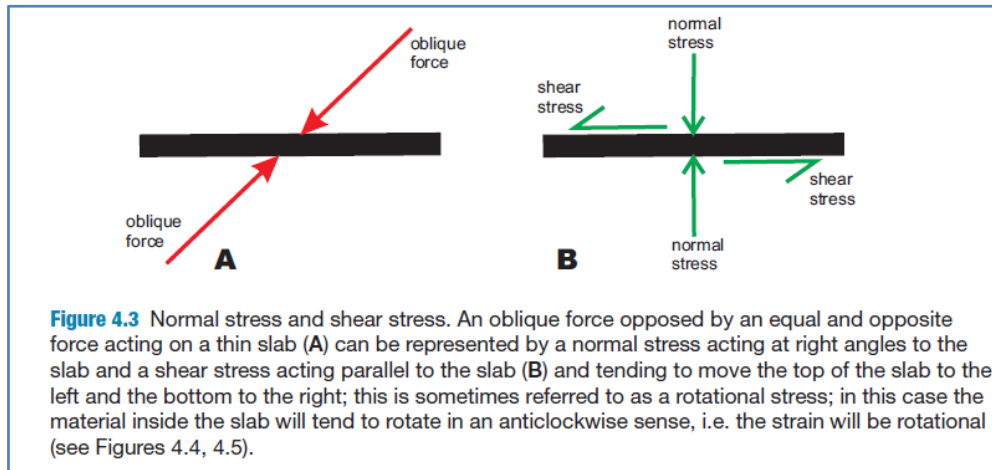 oblique
force
oblique
force
A
normal
stress
shear
stress
shear
stress
normal
stress
B
Figure 4.3 Normal stress and shear stress. An oblique force opposed by an equal and opposite
force acting on a thin slab (A) can be represented by a normal stress acting at right angles to the
slab and a shear stress acting parallel to the slab (B) and tending to move the top of the slab to the
left and the bottom to the right; this is sometimes referred to as a rotational stress; in this case the
material inside the slab will tend to rotate in an anticlockwise sense, i.e. the strain will be rotational
(see Figures 4.4, 4.5).